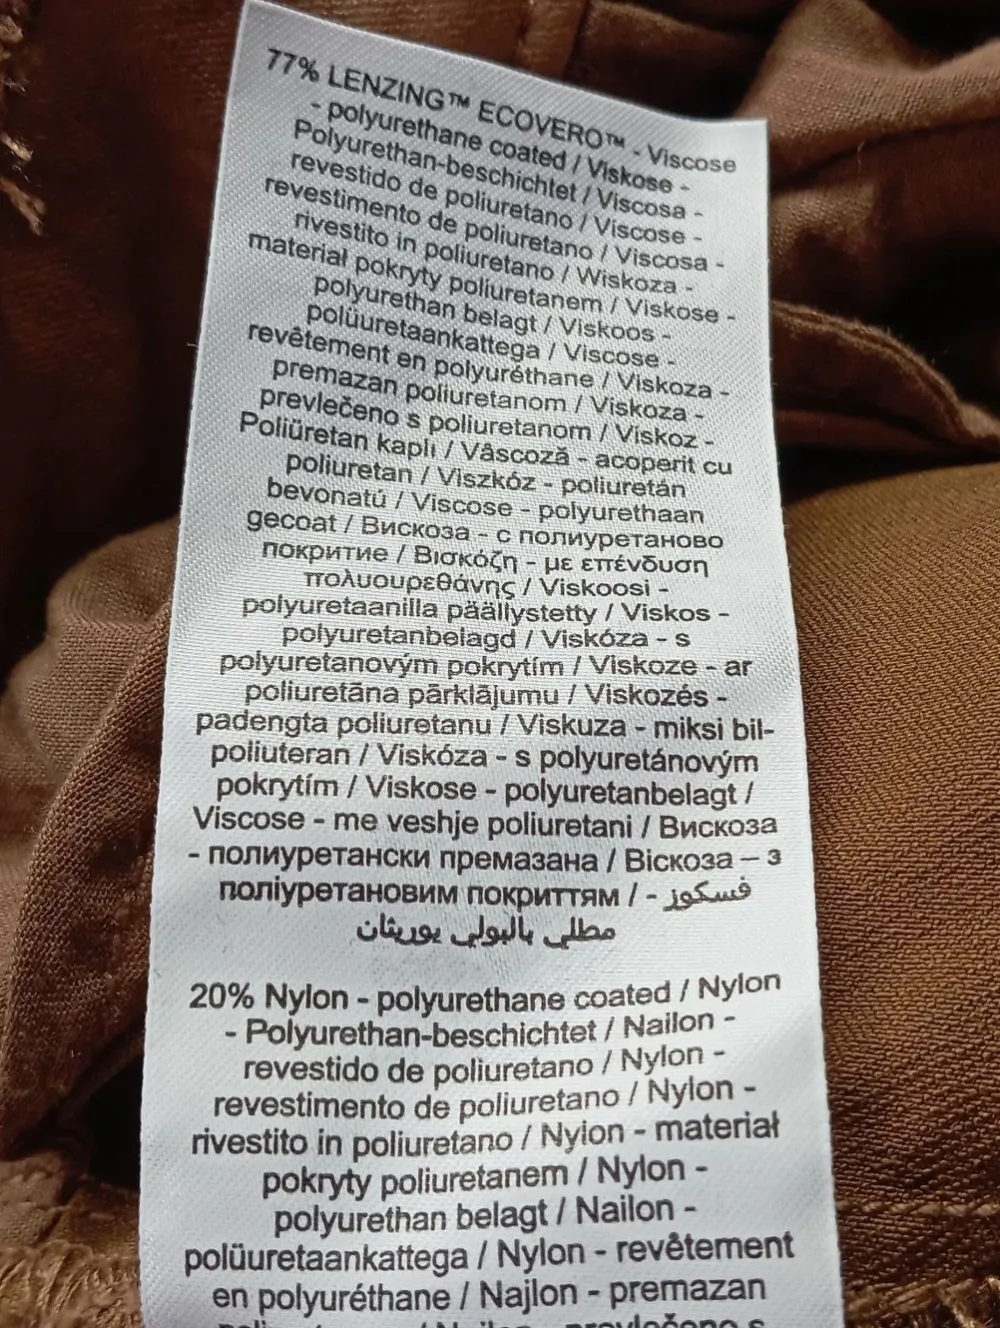 77% LENZING™ ECOVERO™ - Viscose
- polyurethane coated / Viskose -
Polyurethan-beschichtet / Viscosa -
revestido de poliuretano / Viscose -
revestimento de poliuretano / Viscosa -
rivestito in poliuretano / Wiskoza -
materiał pokryty poliuretanem / Viskose -
polyurethan belagt / Viskoos -
polüuretaankattega / Viscose -
revêtement en polyuréthane / Viskoza -
premazan poliuretanom / Viskoza -
prevlečeno s poliuretanom / Viskoz -
Poliüretan kaplı / Vâscoză - acoperit cu
poliuretan / Viszkóz - poliuretán
bevonatú / Viscose - polyurethaan
gecoat / Вискоза - с полиуретаново
покритие / Βισκόζη - με επένδυση
πολυουρεθάνης / Viskoosi -
polyuretaanilla päällystetty / Viskos -
polyuretanbelagd / Viskóza - s
polyuretanovým pokrytím / Viskoze - ar
poliuretāna pārklājumu / Viskozés -
padengta poliuretanu / Viskuza - miksi bil-
poliuteran / Viskóza - s polyuretánovým
pokrytím / Viskose - polyuretanbelagt /
Viscose - me veshje poliuretani / Вискоза
- полиуретански премазана / Віскоза – з
поліуретановим покриттям / - فسكوز
مطلي بالبولي يوريثان
20% Nylon - polyurethane coated / Nylon
- Polyurethan-beschichtet / Nailon -
revestido de poliuretano / Nylon -
revestimento de poliuretano / Nylon -
rivestito in poliuretano / Nylon - materiał
pokryty poliuretanem / Nylon -
polyurethan belagt / Nailon -
polüuretaankattega / Nylon - revêtement
en polyuréthane / Najlon - premazan